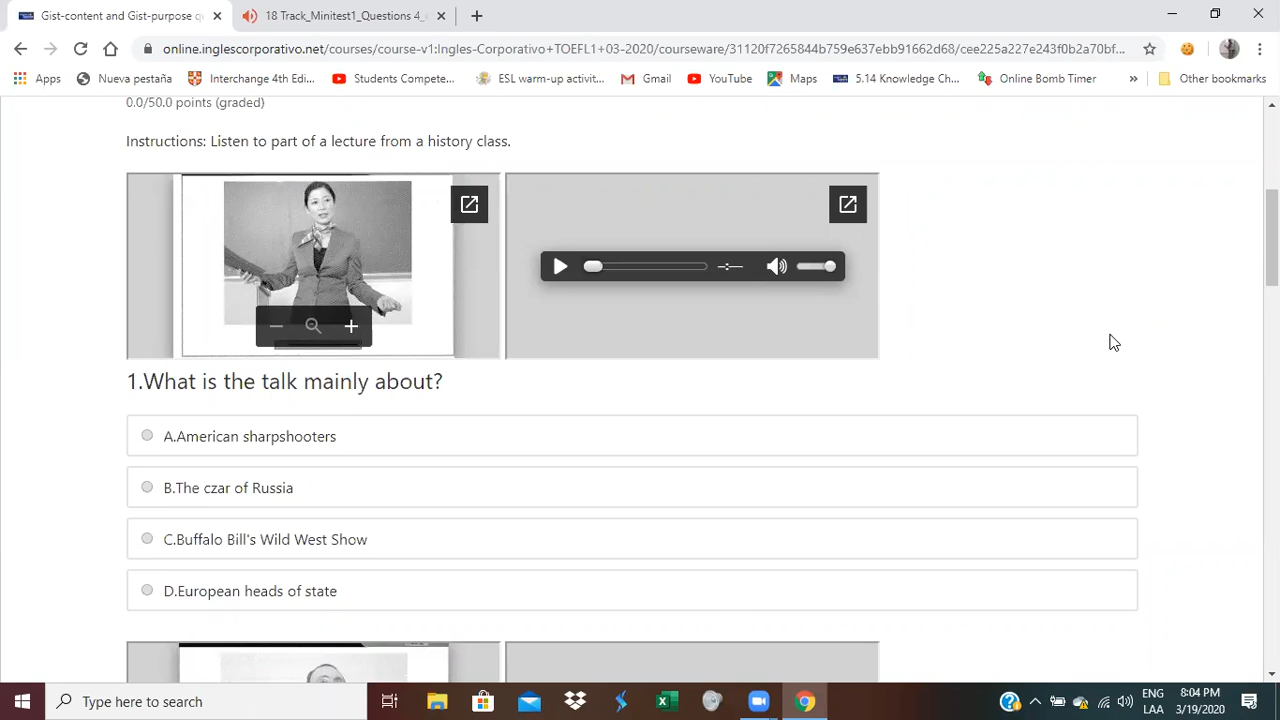 Gist-content and Gist-purpose q
18 Track_Minitest1_Questions 4_
online.inglescorporativo.net/courses/course-v1:Ingles-Corporativo+TOEFL1+03-2020/courseware/31120f7265844b759e637ebb91662d68/cee225a227e243f0b2a70bf...
Apps
Nueva pestaña
Interchange 4th Edi...
Students Compete...
ESL warm-up activit...
Gmail
YouTube
Maps
5.14 Knowledge Ch...
Online Bomb Timer
»
Other bookmarks
0.0/50.0 points (graded)
Instructions: Listen to part of a lecture from a history class.
1.What is the talk mainly about?
A.American sharpshooters
B.The czar of Russia
C.Buffalo Bill's Wild West Show
D.European heads of state
Type here to search
ENG
LAA
8:04 PM
3/19/2020